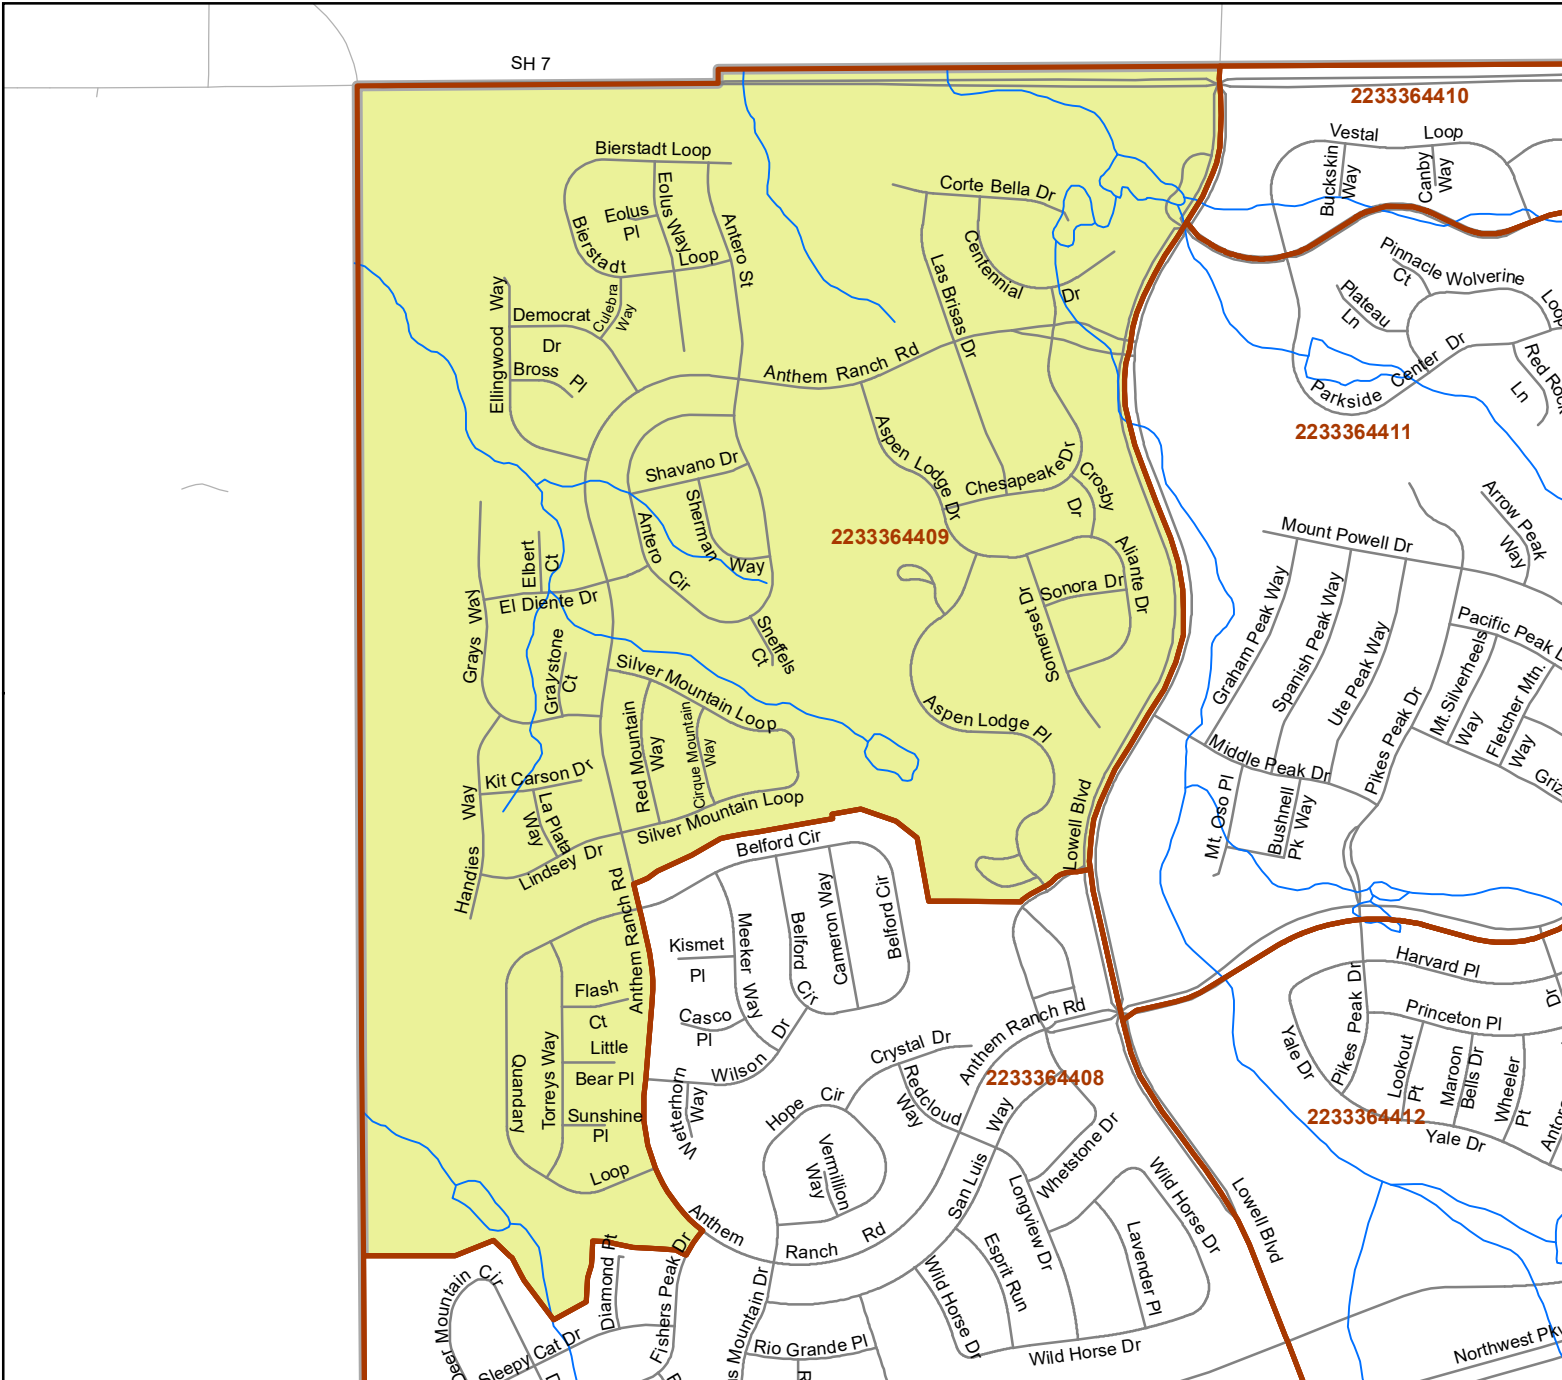 SH 7
2233364410
Vestal Loop
Buckskin Way
Canby Way
Bierstadt Loop
Eolus Way
Eolus Pl
Bierstadt Loop
Antero St
Corte Bella Dr
Centennial Dr
Las Brisas Dr
Pinnacle Ct
Wolverine Loop
Plateau Ln
Parkside Center Dr
Ellingwood Way
Democrat Dr
Culebra Way
Bross Pl
Anthem Ranch Rd
2233364411
Aspen Lodge Dr
Shavano Dr
Sherman Way
Antero Cir
Chesapeake Dr
Crosby Dr
2233364409
Arrow Peak Way
Mount Powell Dr
Elbert Ct
El Diente Dr
Grays Way
Aliante Dr
Sonora Dr
Somerset Dr
Sneffels Ct
Graystone Ct
Graham Peak Way
Spanish Peak Way
Ute Peak Way
Pikes Peak Dr
Pacific Peak
Mt. Silverheels Way
Fletcher Mtn. Way
Silver Mountain Loop
Red Mountain Way
Cirque Mountain Way
Aspen Lodge Pl
Middle Peak Dr
Mt. Oso Pl
Bushnell Pk Way
Kit Carson Dr
La Plata Way
Handies Way
Lindsey Dr
Silver Mountain Loop
Lowell Blvd
Belford Cir
Anthem Ranch Rd
Meeker Way
Belford Cir
Cameron Way
Belford Cir
Kismet Pl
Casco Pl
Wilson Dr
Flash Ct
Little Bear Pl
Sunshine Pl
Torreys Way
Quandary Loop
Wetterhorn Way
Harvard Pl
Princeton Pl
Pikes Peak Dr
Yale Dr
Lookout Pt
Maroon Bells Dr
Wheeler Pt
Dr
2233364412
Yale Dr
Anthem Ranch Rd
Crystal Dr
2233364408
Redcloud Way
Hope Cir
Vermillion Way
San Luis Way
Whetstone Dr
Longview Dr
Wild Horse Dr
Lowell Blvd
Anthem Ranch Rd
Esprit Run
Lavender Pl
Wild Horse Dr
Wild Horse Dr
Diamond Pt
Fishers Peak Dr
Sleepy Cat Dr
Mountain Cir
Mountain Dr
Rio Grande Pl
Northwest